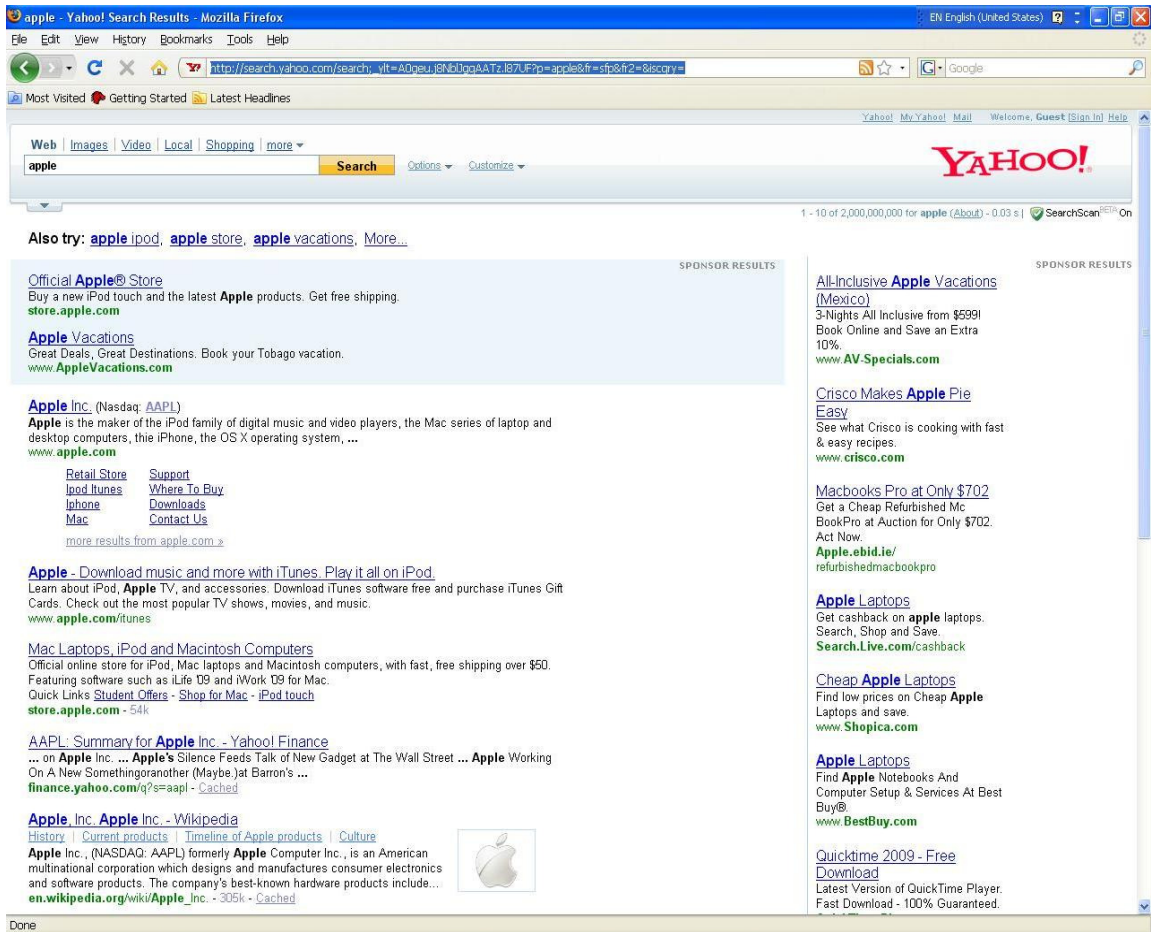 apple - Yahoo! Search Results - Mozilla Firefox
EN English (United States)
File Edit View History Bookmarks Tools Help
http://search.yahoo.com/search;_ylt=A0geu.j8NblJgqAATz.l87UF?p=apple&fr=sfp&fr2=&iscqry=
Google
Most Visited Getting Started Latest Headlines
Yahoo! My Yahoo! Mail Welcome, Guest [Sign In] Help
Web | Images | Video | Local | Shopping | more
apple
Search Options Customize
YAHOO!
1 - 10 of 2,000,000,000 for apple (About) - 0.03 s | SearchScan BETA On
Also try: apple ipod, apple store, apple vacations, More...
SPONSOR RESULTS
Official Apple® Store
Buy a new iPod touch and the latest Apple products. Get free shipping.
store.apple.com
Apple Vacations
Great Deals, Great Destinations. Book your Tobago vacation.
www.AppleVacations.com
Apple Inc. (Nasdaq: AAPL)
Apple is the maker of the iPod family of digital music and video players, the Mac series of laptop and
desktop computers, thie iPhone, the OS X operating system, ...
www.apple.com
Retail Store Support
Ipod Itunes Where To Buy
Iphone Downloads
Mac Contact Us
more results from apple.com »
Apple - Download music and more with iTunes. Play it all on iPod.
Learn about iPod, Apple TV, and accessories. Download iTunes software free and purchase iTunes Gift
Cards. Check out the most popular TV shows, movies, and music.
www.apple.com/itunes
Mac Laptops, iPod and Macintosh Computers
Official online store for iPod, Mac laptops and Macintosh computers, with fast, free shipping over $50.
Featuring software such as iLife '09 and iWork '09 for Mac.
Quick Links Student Offers - Shop for Mac - iPod touch
store.apple.com - 54k
AAPL: Summary for Apple Inc. - Yahoo! Finance
... on Apple Inc. ... Apple's Silence Feeds Talk of New Gadget at The Wall Street ... Apple Working
On A New Somethingoranother (Maybe.)at Barron's ...
finance.yahoo.com/q?s=aapl - Cached
Apple, Inc. Apple Inc. - Wikipedia
History | Current products | Timeline of Apple products | Culture
Apple Inc., (NASDAQ: AAPL) formerly Apple Computer Inc., is an American
multinational corporation which designs and manufactures consumer electronics
and software products. The company's best-known hardware products include...
en.wikipedia.org/wiki/Apple_Inc. - 305k - Cached
SPONSOR RESULTS
All-Inclusive Apple Vacations
(Mexico)
3-Nights All Inclusive from $599!
Book Online and Save an Extra
10%.
www.AV-Specials.com
Crisco Makes Apple Pie
Easy
See what Crisco is cooking with fast
& easy recipes.
www.crisco.com
Macbooks Pro at Only $702
Get a Cheap Refurbished Mc
BookPro at Auction for Only $702.
Act Now.
Apple.ebid.ie/
refurbishedmacbookpro
Apple Laptops
Get cashback on apple laptops.
Search, Shop and Save.
Search.Live.com/cashback
Cheap Apple Laptops
Find low prices on Cheap Apple
Laptops and save.
www.Shopica.com
Apple Laptops
Find Apple Notebooks And
Computer Setup & Services At Best
Buy®.
www.BestBuy.com
Quicktime 2009 - Free
Download
Latest Version of QuickTime Player.
Fast Download - 100% Guaranteed.
Done